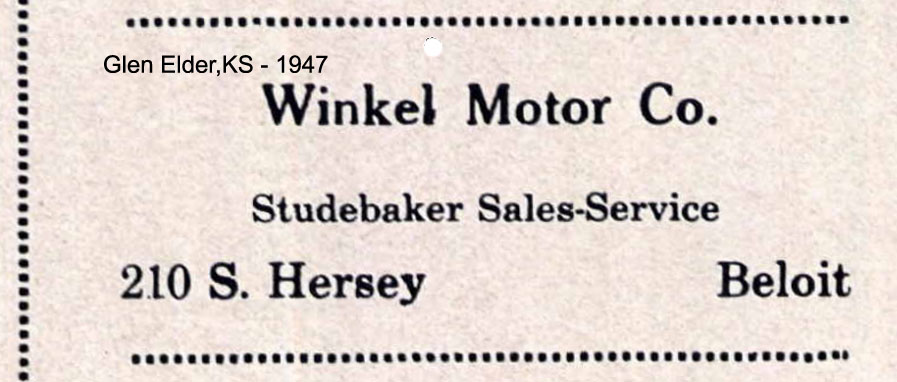 Glen Elder,KS - 1947
Winkel Motor Co.
Studebaker Sales-Service
210 S. Hersey Beloit